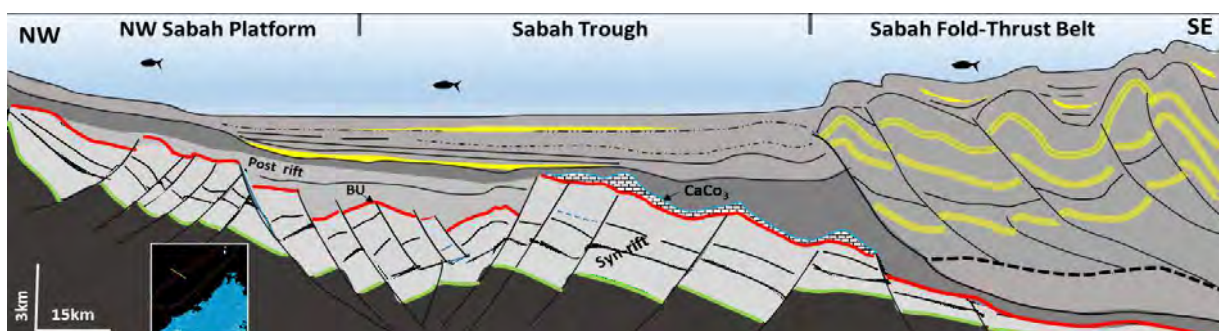 NW
NW Sabah Platform
Sabah Trough
Sabah Fold-Thrust Belt
SE
Post rift
BU
CaCo3
Syn-rift
3km
15km